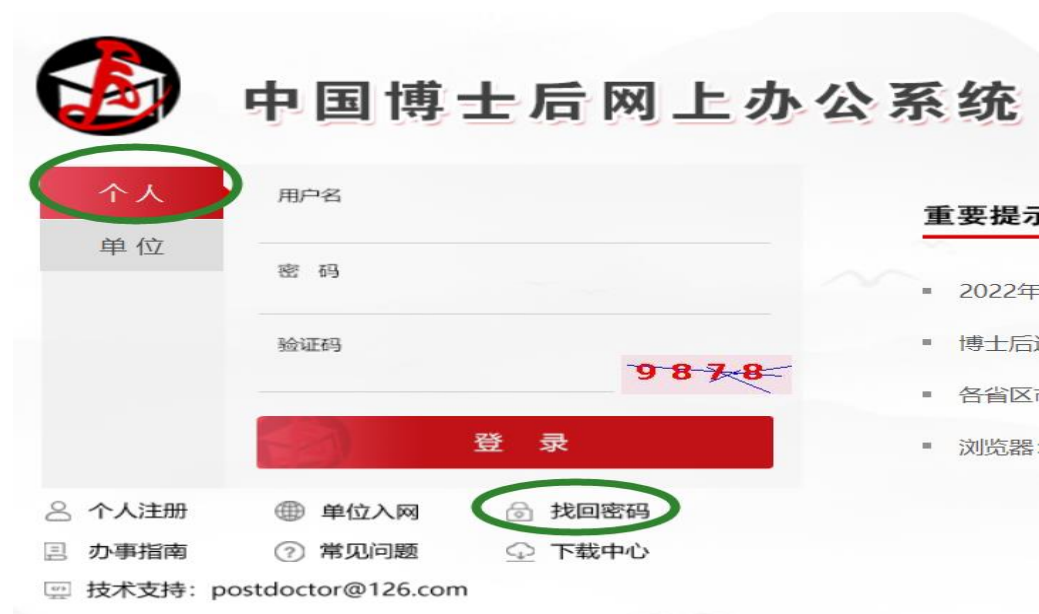 中国博士后网上办公系统
个人
单位
用户名
密 码
验证码
9878
登 录
个人注册
单位入网
找回密码
办事指南
常见问题
下载中心
技术支持: postdoctor@126.com
重要提示
2022年
博士后
各省区
浏览器